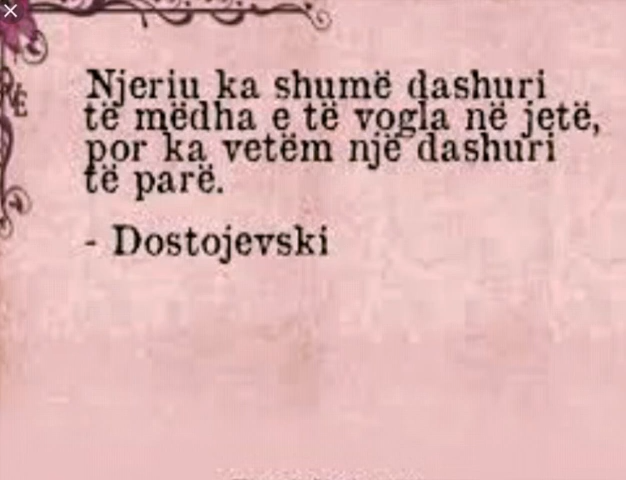 Njeriu ka shumë dashuri
të mëdha e të vogla në jetë,
por ka vetëm një dashuri
të parë.
- Dostojevski